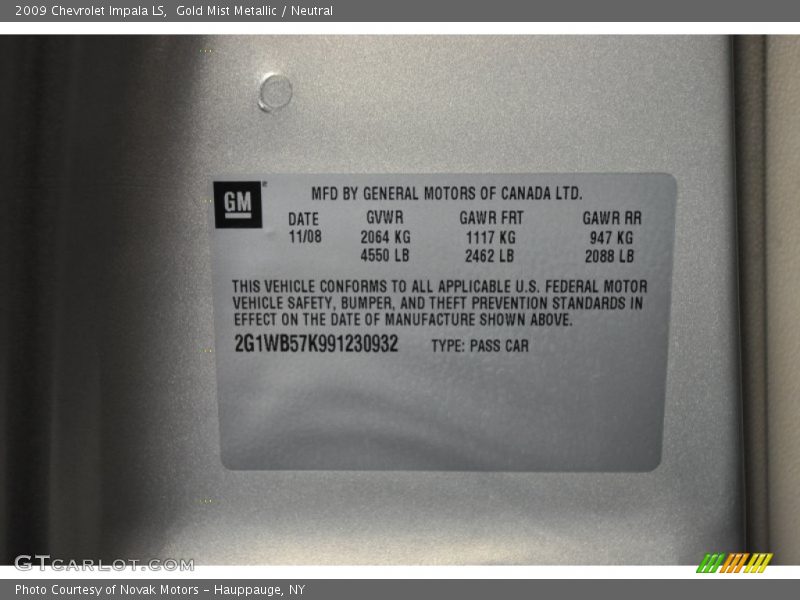 2009 Chevrolet Impala LS,  Gold Mist Metallic / Neutral
GM
MFD BY GENERAL MOTORS OF CANADA LTD.
DATE GVWR GAWR FRT GAWR RR
11/08 2064 KG 1117 KG 947 KG
4550 LB 2462 LB 2088 LB
THIS VEHICLE CONFORMS TO ALL APPLICABLE U.S. FEDERAL MOTOR
VEHICLE SAFETY, BUMPER, AND THEFT PREVENTION STANDARDS IN
EFFECT ON THE DATE OF MANUFACTURE SHOWN ABOVE.
2G1WB57K991230932 TYPE: PASS CAR
GTCARLOT.COM
Photo Courtesy of Novak Motors - Hauppauge, NY